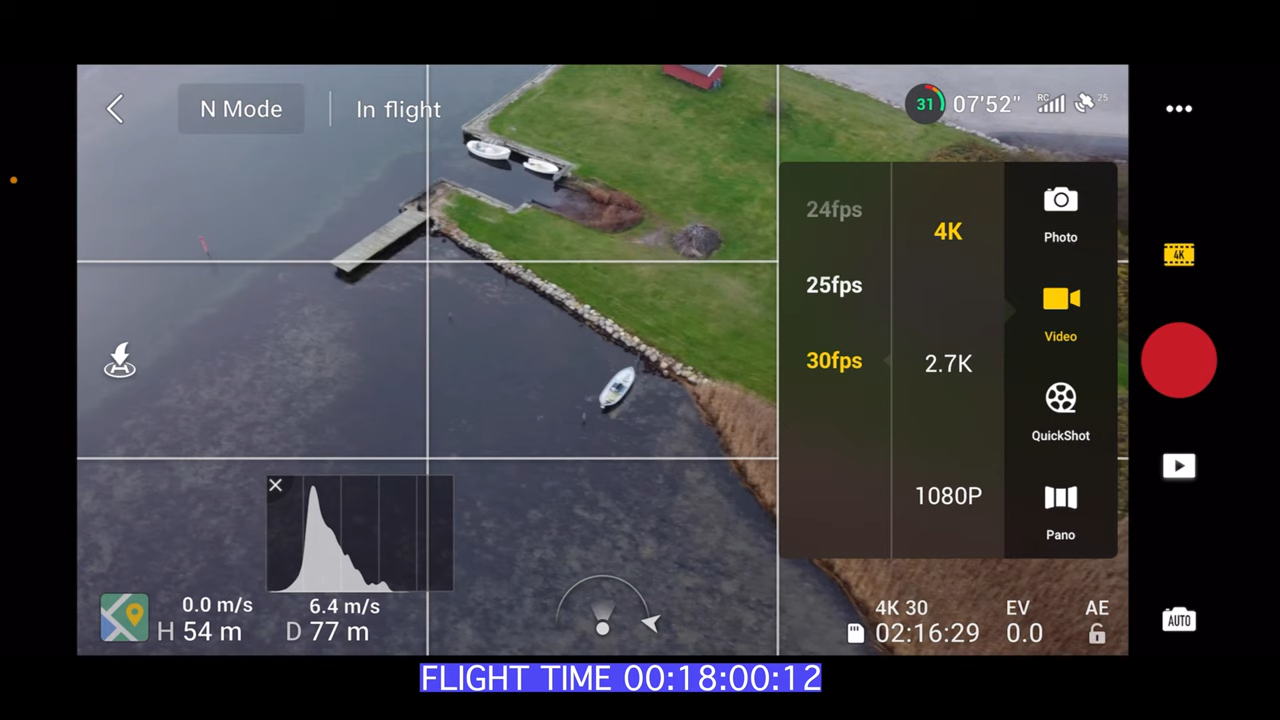 N Mode
In flight
31
07'52"
RC
25
24fps
25fps
30fps
4K
2.7K
1080P
Photo
Video
QuickShot
Pano
4K
0.0 m/s
6.4 m/s
H 54 m
D 77 m
4K 30
02:16:29
EV
0.0
AE
AUTO
FLIGHT TIME 00:18:00:12